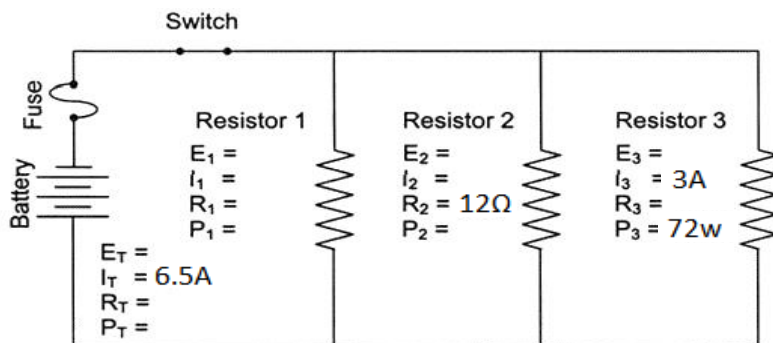 Switch
Fuse
Battery
Resistor 1
E₁ =
I₁ =
R₁ =
P₁ =
Resistor 2
E₂ =
I₂ =
R₂ = 12Ω
P₂ =
Resistor 3
E₃ =
I₃ = 3A
R₃ =
P₃ = 72w
E_T =
I_T = 6.5A
R_T =
P_T =